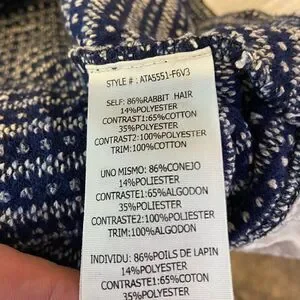 STYLE # : ATA5551-F6V3
SELF: 86%RABBIT HAIR
14%POLYESTER
CONTRAST1:65%COTTON
35%POLYESTER
CONTRAST2:100%POLYESTER
TRIM:100%COTTON
UNO MISMO: 86%CONEJO
14%POLIESTER
CONTRASTE1:65%ALGODON
35%POLIESTER
CONTRASTE2:100%POLIESTER
TRIM:100%ALGODON
INDIVIDU: 86%POILS DE LAPIN
14%POLYESTER
CONTRASTE1:65%COTON
35%POLYESTER